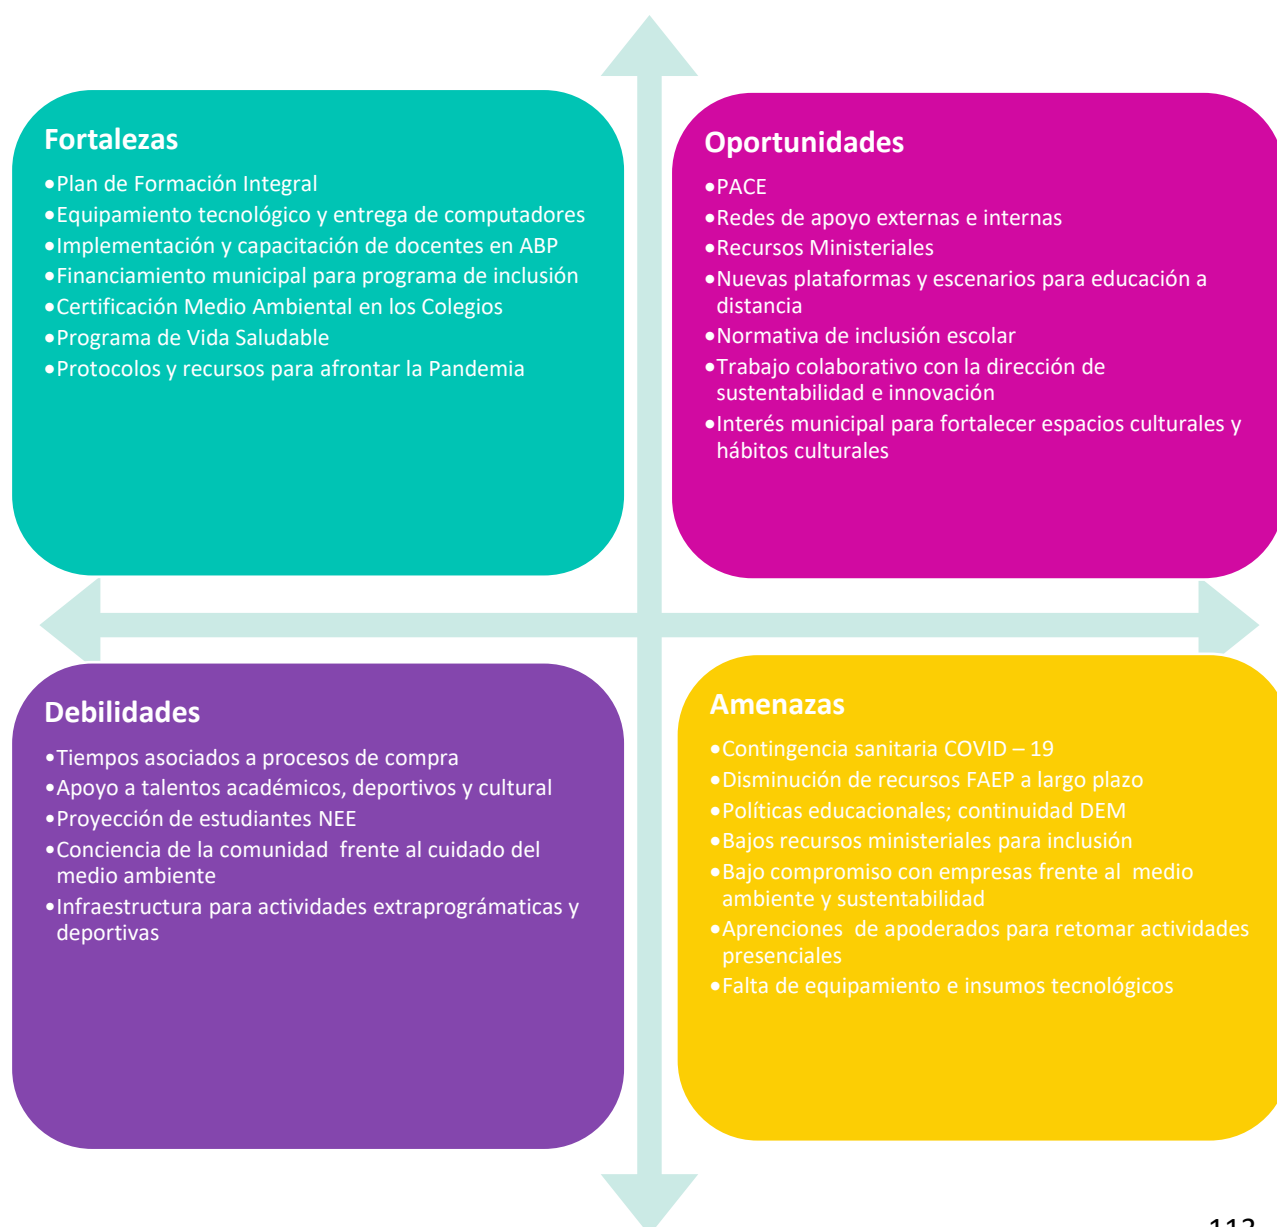 Fortalezas
•Plan de Formación Integral
•Equipamiento tecnológico y entrega de computadores
•Implementación y capacitación de docentes en ABP
•Financiamiento municipal para programa de inclusión
•Certificación Medio Ambiental en los Colegios
•Programa de Vida Saludable
•Protocolos y recursos para afrontar la Pandemia
Oportunidades
•PACE
•Redes de apoyo externas e internas
•Recursos Ministeriales
•Nuevas plataformas y escenarios para educación a
distancia
•Normativa de inclusión escolar
•Trabajo colaborativo con la dirección de
sustentabilidad e innovación
•Interés municipal para fortalecer espacios culturales y
hábitos culturales
Debilidades
•Tiempos asociados a procesos de compra
•Apoyo a talentos académicos, deportivos y cultural
•Proyección de estudiantes NEE
•Conciencia de la comunidad  frente al cuidado del
medio ambiente
•Infraestructura para actividades extraprográmaticas y
deportivas
Amenazas
•Contingencia sanitaria COVID – 19
•Disminución de recursos FAEP a largo plazo
•Políticas educacionales; continuidad DEM
•Bajos recursos ministeriales para inclusión
•Bajo compromiso con empresas frente al  medio
ambiente y sustentabilidad
•Aprenciones  de apoderados para retomar actividades
presenciales
•Falta de equipamiento e insumos tecnológicos